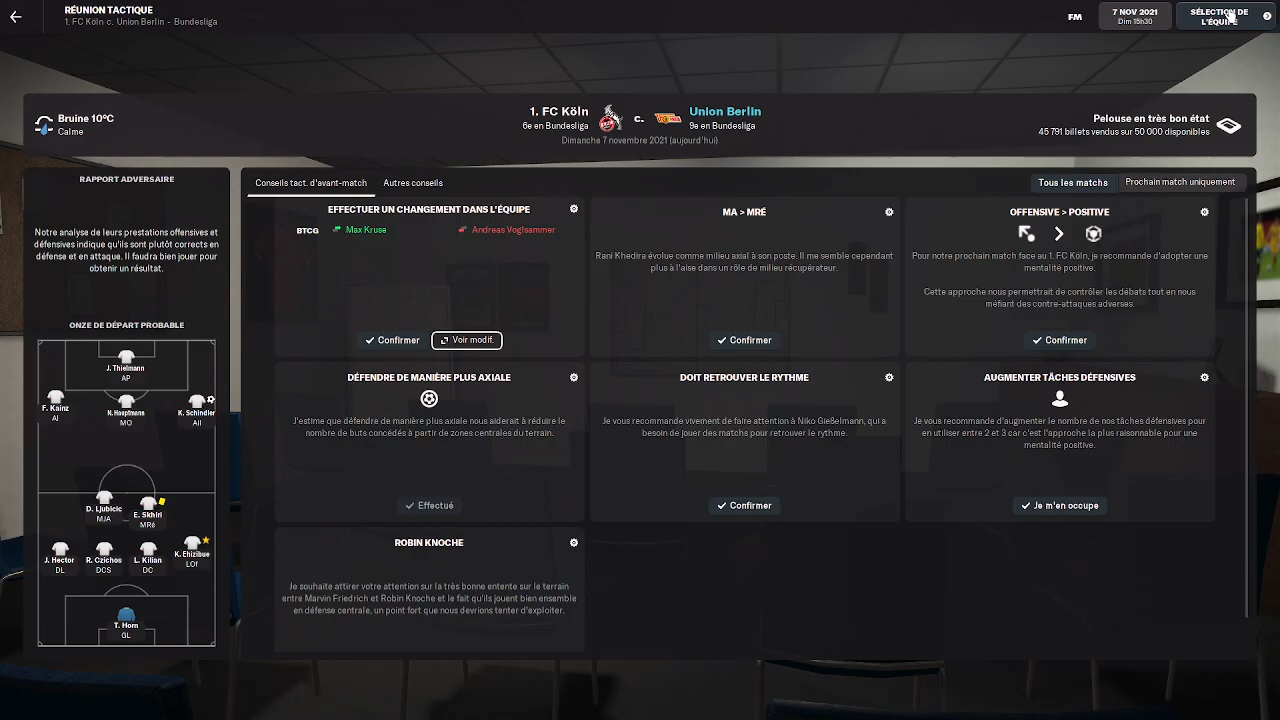 RÉUNION TACTIQUE
1. FC Köln c. Union Berlin - Bundesliga
FM
7 NOV 2021
Dim 15h30
SÉLECTION DE
L'ÉQUIPE
Bruine 10°C
Calme
1. FC Köln
6e en Bundesliga
c.
Union Berlin
9e en Bundesliga
Dimanche 7 novembre 2021 (aujourd'hui)
Pelouse en très bon état
45 791 billets vendus sur 50 000 disponibles
RAPPORT ADVERSAIRE
Notre analyse de leurs prestations offensives et
défensives indique qu'ils sont plutôt corrects en
défense et en attaque. Il faudra bien jouer pour
obtenir un résultat.
ONZE DE DÉPART PROBABLE
J. Thielmann
AP
F. Kainz
AI
N. Hauptmann
MO
K. Schindler
AII
D. Ljubicic
MJA
E. Skhiri
MRé
J. Hector
DL
R. Czichos
DCS
L. Kilian
DC
K. Ehizibue
LOf
T. Horn
GL
Conseils tact. d'avant-match
Autres conseils
Tous les matchs
Prochain match uniquement
EFFECTUER UN CHANGEMENT DANS L'ÉQUIPE
BTCG
Max Kruse
Andreas Voglsammer
Confirmer
Voir modif.
MA > MRÉ
Rani Khedira évolue comme milieu axial à son poste. Il me semble cependant
plus à l'aise dans un rôle de milieu récupérateur.
Confirmer
OFFENSIVE > POSITIVE
Pour notre prochain match face au 1. FC Köln, je recommande d'adopter une
mentalité positive.
Cette approche nous permettrait de contrôler les débats tout en nous
méfiant des contre-attaques adverses.
Confirmer
DÉFENDRE DE MANIÈRE PLUS AXIALE
J'estime que défendre de manière plus axiale nous aiderait à réduire le
nombre de buts concédés à partir de zones centrales du terrain.
Effectué
DOIT RETROUVER LE RYTHME
Je vous recommande vivement de faire attention à Niko Gießelmann, qui a
besoin de jouer des matchs pour retrouver le rythme.
Confirmer
AUGMENTER TÂCHES DÉFENSIVES
Je vous recommande d'augmenter le nombre de nos tâches défensives pour
en utiliser entre 2 et 3 car c'est l'approche la plus raisonnable pour une
mentalité positive.
Je m'en occupe
ROBIN KNOCHE
Je souhaite attirer votre attention sur la très bonne entente sur le terrain
entre Marvin Friedrich et Robin Knoche et le fait qu'ils jouent bien ensemble
en défense centrale, un point fort que nous devrions tenter d'exploiter.